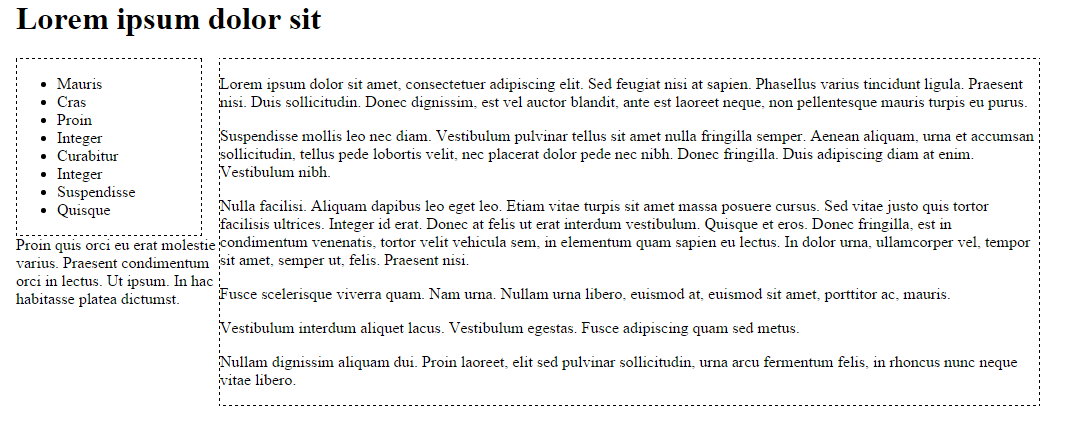 Lorem ipsum dolor sit
Mauris
Cras
Proin
Integer
Curabitur
Integer
Suspendisse
Quisque
Proin quis orci eu erat molestie
varius. Praesent condimentum
orci in lectus. Ut ipsum. In hac
habitasse platea dictumst.
Lorem ipsum dolor sit amet, consectetuer adipiscing elit. Sed feugiat nisi at sapien. Phasellus varius tincidunt ligula. Praesent
nisi. Duis sollicitudin. Donec dignissim, est vel auctor blandit, ante est laoreet neque, non pellentesque mauris turpis eu purus.
Suspendisse mollis leo nec diam. Vestibulum pulvinar tellus sit amet nulla fringilla semper. Aenean aliquam, urna et accumsan
sollicitudin, tellus pede lobortis velit, nec placerat dolor pede nec nibh. Donec fringilla. Duis adipiscing diam at enim.
Vestibulum nibh.
Nulla facilisi. Aliquam dapibus leo eget leo. Etiam vitae turpis sit amet massa posuere cursus. Sed vitae justo quis tortor
facilisis ultrices. Integer id erat. Donec at felis ut erat interdum vestibulum. Quisque et eros. Donec fringilla, est in
condimentum venenatis, tortor velit vehicula sem, in elementum quam sapien eu lectus. In dolor urna, ullamcorper vel, tempor
sit amet, semper ut, felis. Praesent nisi.
Fusce scelerisque viverra quam. Nam urna. Nullam urna libero, euismod at, euismod sit amet, porttitor ac, mauris.
Vestibulum interdum aliquet lacus. Vestibulum egestas. Fusce adipiscing quam sed metus.
Nullam dignissim aliquam dui. Proin laoreet, elit sed pulvinar sollicitudin, urna arcu fermentum felis, in rhoncus nunc neque
vitae libero.